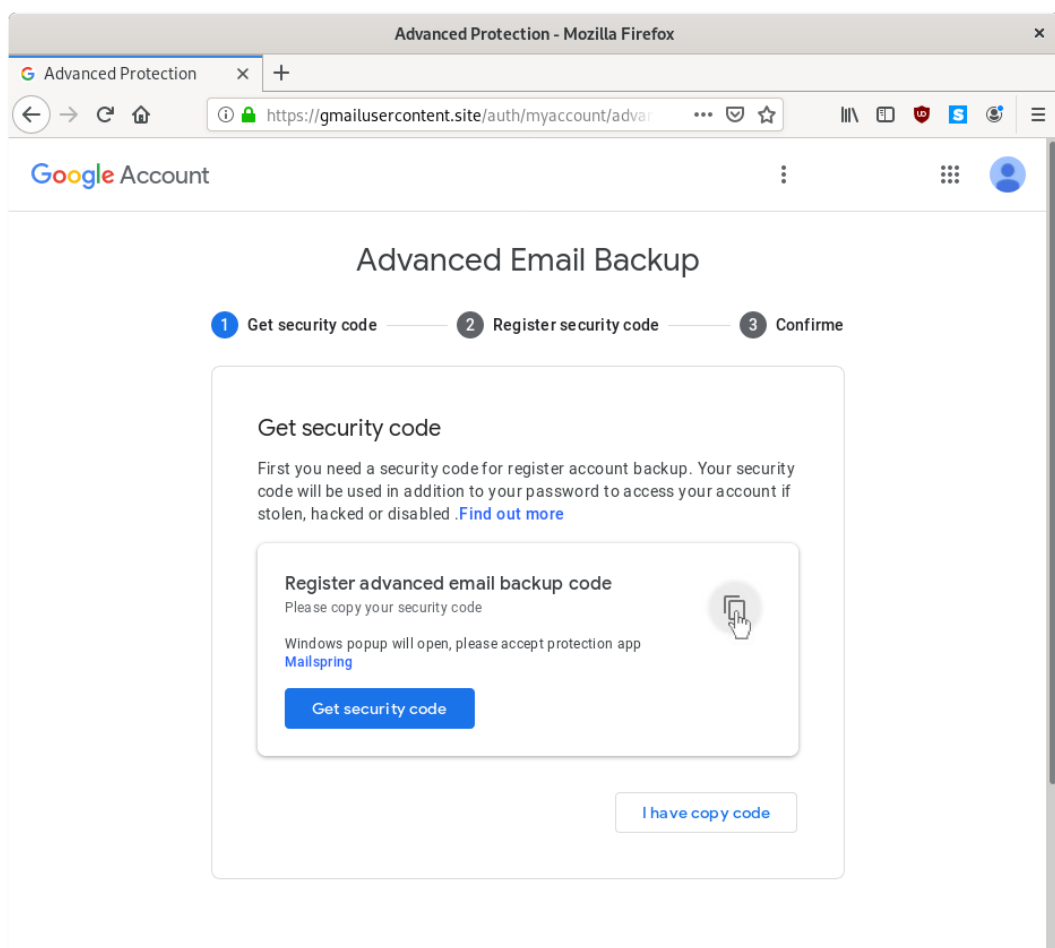 Advanced Protection - Mozilla Firefox
Advanced Protection
https://gmailusercontent.site/auth/myaccount/advan
Google Account
Advanced Email Backup
1 Get security code 2 Register security code 3 Confirme
Get security code
First you need a security code for register account backup. Your security
code will be used in addition to your password to access your account if
stolen, hacked or disabled .Find out more
Register advanced email backup code
Please copy your security code
Windows popup will open, please accept protection app
Mailspring
Get security code
I have copy code